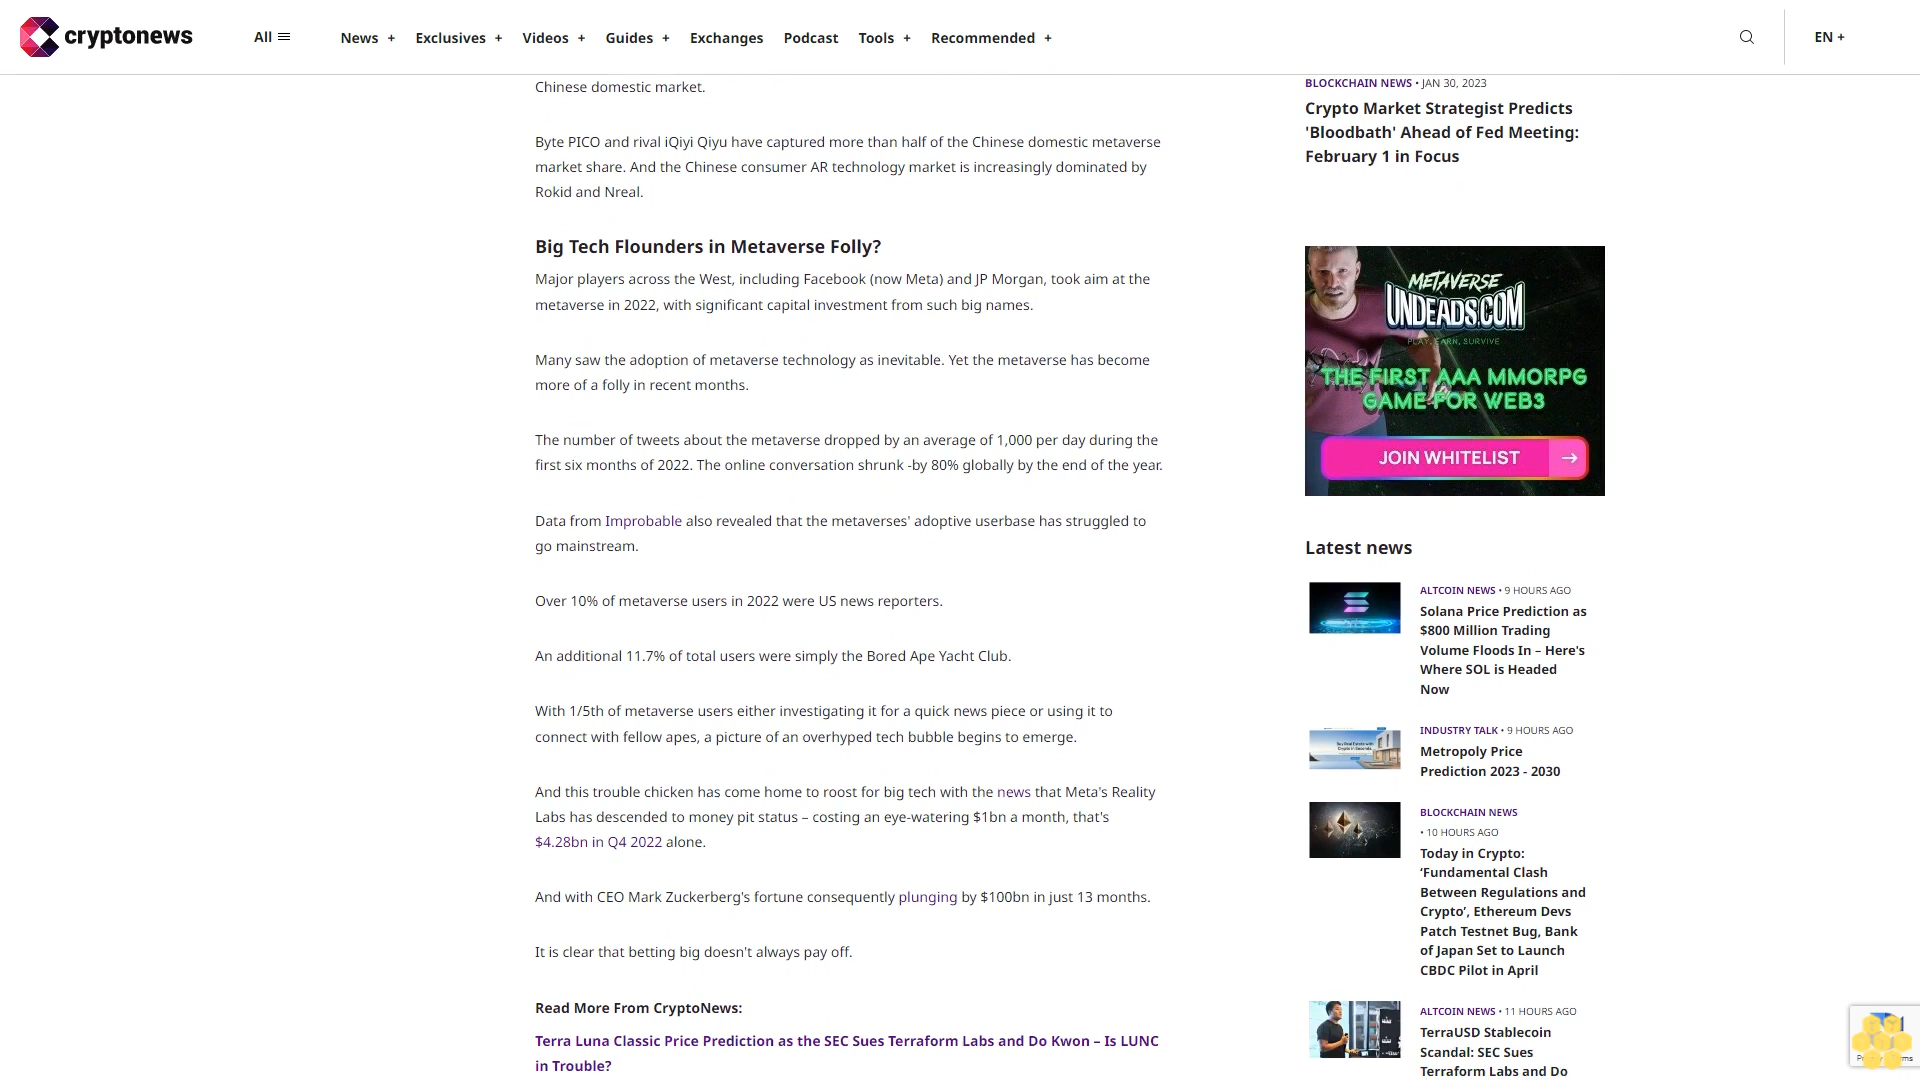 cryptonews
All
News +
Exclusives +
Videos +
Guides +
Exchanges
Podcast
Tools +
Recommended +
EN +
Chinese domestic market.
Byte PICO and rival iQiyi Qiyu have captured more than half of the Chinese domestic metaverse
market share. And the Chinese consumer AR technology market is increasingly dominated by
Rokid and Nreal.
Big Tech Flounders in Metaverse Folly?
Major players across the West, including Facebook (now Meta) and JP Morgan, took aim at the
metaverse in 2022, with significant capital investment from such big names.
Many saw the adoption of metaverse technology as inevitable. Yet the metaverse has become
more of a folly in recent months.
The number of tweets about the metaverse dropped by an average of 1,000 per day during the
first six months of 2022. The online conversation shrunk -by 80% globally by the end of the year.
Data from Improbable also revealed that the metaverses' adoptive userbase has struggled to
go mainstream.
Over 10% of metaverse users in 2022 were US news reporters.
An additional 11.7% of total users were simply the Bored Ape Yacht Club.
With 1/5th of metaverse users either investigating it for a quick news piece or using it to
connect with fellow apes, a picture of an overhyped tech bubble begins to emerge.
And this trouble chicken has come home to roost for big tech with the news that Meta's Reality
Labs has descended to money pit status – costing an eye-watering $1bn a month, that's
$4.28bn in Q4 2022 alone.
And with CEO Mark Zuckerberg's fortune consequently plunging by $100bn in just 13 months.
It is clear that betting big doesn't always pay off.
Read More From CryptoNews:
Terra Luna Classic Price Prediction as the SEC Sues Terraform Labs and Do Kwon – Is LUNC
in Trouble?
BLOCKCHAIN NEWS • JAN 30, 2023
Crypto Market Strategist Predicts
'Bloodbath' Ahead of Fed Meeting:
February 1 in Focus
METAVERSE
UNDEADS.COM
PLAY, EARN, SURVIVE
THE FIRST AAA MMORPG
GAME FOR WEB3
JOIN WHITELIST →
Latest news
ALTCOIN NEWS • 9 HOURS AGO
Solana Price Prediction as
$800 Million Trading
Volume Floods In – Here's
Where SOL is Headed
Now
INDUSTRY TALK • 9 HOURS AGO
Metropoly Price
Prediction 2023 - 2030
BLOCKCHAIN NEWS
• 10 HOURS AGO
Today in Crypto:
‘Fundamental Clash
Between Regulations and
Crypto’, Ethereum Devs
Patch Testnet Bug, Bank
of Japan Set to Launch
CBDC Pilot in April
ALTCOIN NEWS • 11 HOURS AGO
TerraUSD Stablecoin
Scandal: SEC Sues
Terraform Labs and Do